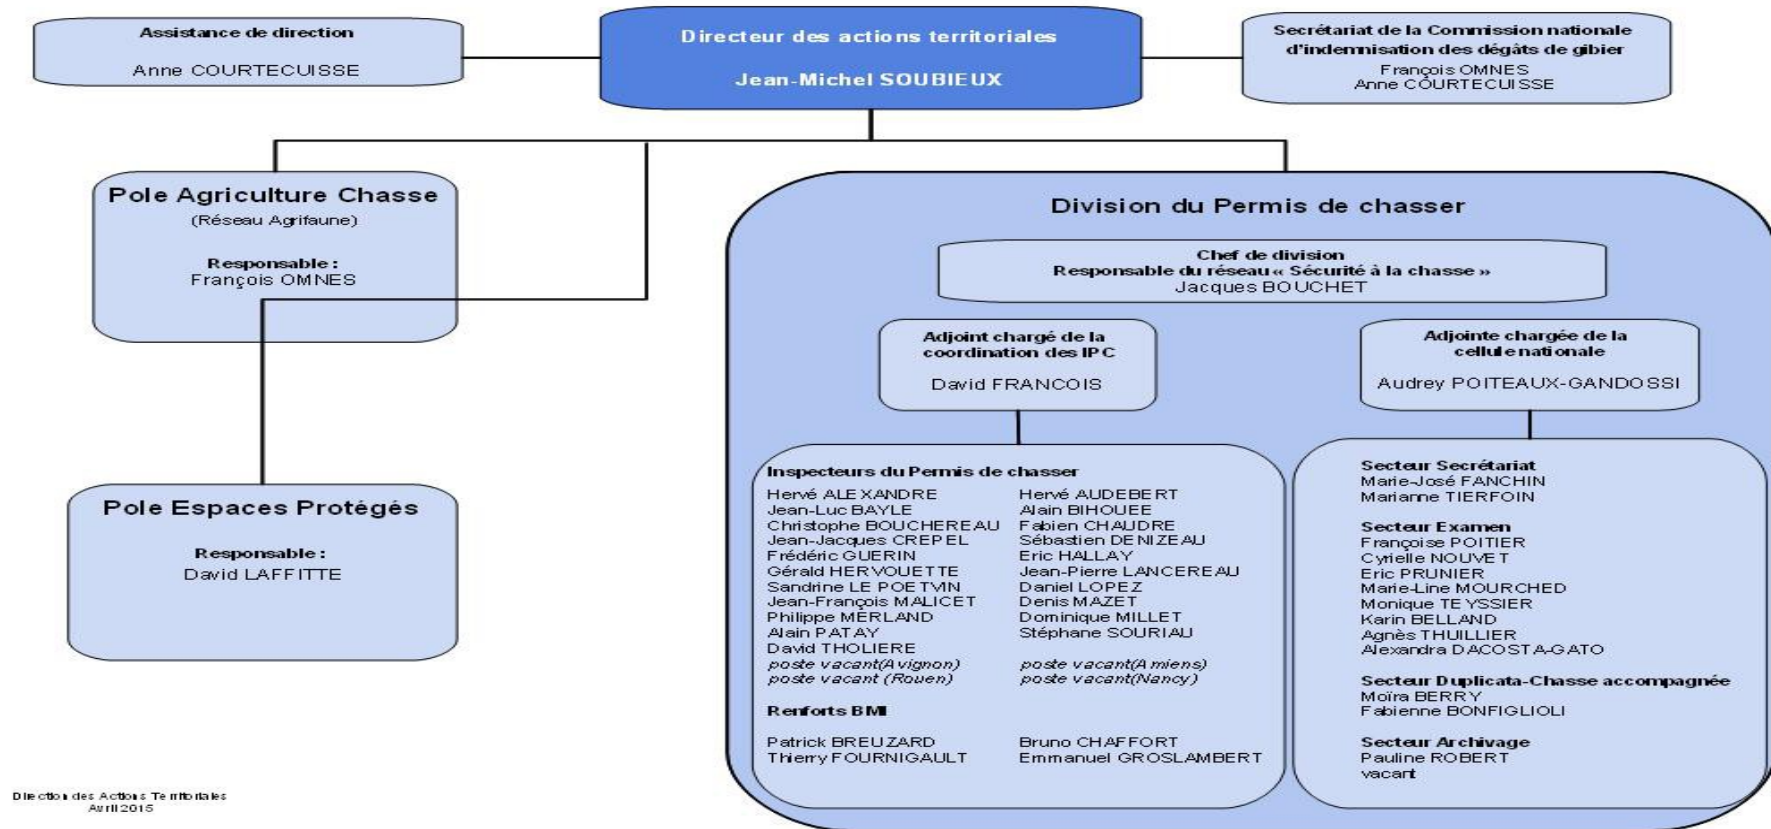 Assistance de direction
Anne COURTECUISSE
Directeur des actions territoriales
Jean-Michel SOUBIEUX
Secrétariat de la Commission nationale
d'indemnisation des dégâts de gibier
François OMNES
Anne COURTECUISSE
Pole Agriculture Chasse
(Réseau Agrifaune)
Responsable :
François OMNES
Pole Espaces Protégés
Responsable :
David LAFFITTE
Division du Permis de chasser
Chef de division
Responsable du réseau « Sécurité à la chasse »
Jacques BOUCHET
Adjoint chargé de la
coordination des IPC
David FRANCOIS
Adjointe chargée de la
cellule nationale
Audrey POITEAUX-GANDOSSI
Inspecteurs du Permis de chasser
Hervé ALEXANDRE Hervé AUDEBERT
Jean-Luc BAYLE Alain BIHOUEE
Christophe BOUCHEREAU Fabien CHAUDRE
Jean-Jacques CREPEL Sébastien DENIZEAU
Frédéric GUERIN Eric HALLAY
Gérald HERVOUETTE Jean-Pierre LANCEREAU
Sandrine LE POETVIN Daniel LOPEZ
Jean-François MALICET Denis MAZET
Philippe MERLAND Dominique MILLET
Alain PATAY Stéphane SOURIAU
David THOLIERE
poste vacant(Avignon) poste vacant(Amiens)
poste vacant (Rouen) poste vacant(Nancy)
Renforts BMI
Patrick BREUZARD Bruno CHAFFORT
Thierry FOURNIGAULT Emmanuel GROSLAMBERT
Secteur Secrétariat
Marie-José FANCHIN
Marianne TIERFOIN
Secteur Examen
Françoise POITIER
Cyrielle NOUVET
Eric PRUNIER
Marie-Line MOURCHED
Monique TEYSSIER
Karin BELLAND
Agnès THUILLIER
Alexandra DACOSTA-GATO
Secteur Duplicata-Chasse accompagnée
Moïra BERRY
Fabienne BONFIGLIOLI
Secteur Archivage
Pauline ROBERT
vacant
Direction des Actions Territoriales
Avril 2015